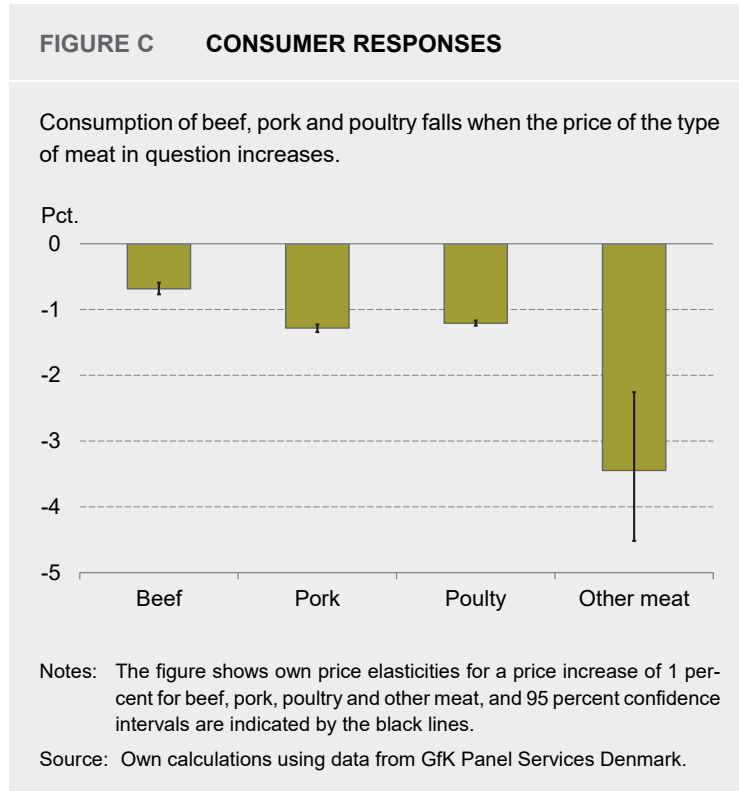 FIGURE C CONSUMER RESPONSES
Consumption of beef, pork and poultry falls when the price of the type
of meat in question increases.
Pct.
0
-1
-2
-3
-4
-5
Beef Pork Poulty Other meat
Notes: The figure shows own price elasticities for a price increase of 1 per-
cent for beef, pork, poultry and other meat, and 95 percent confidence
intervals are indicated by the black lines.
Source: Own calculations using data from GfK Panel Services Denmark.